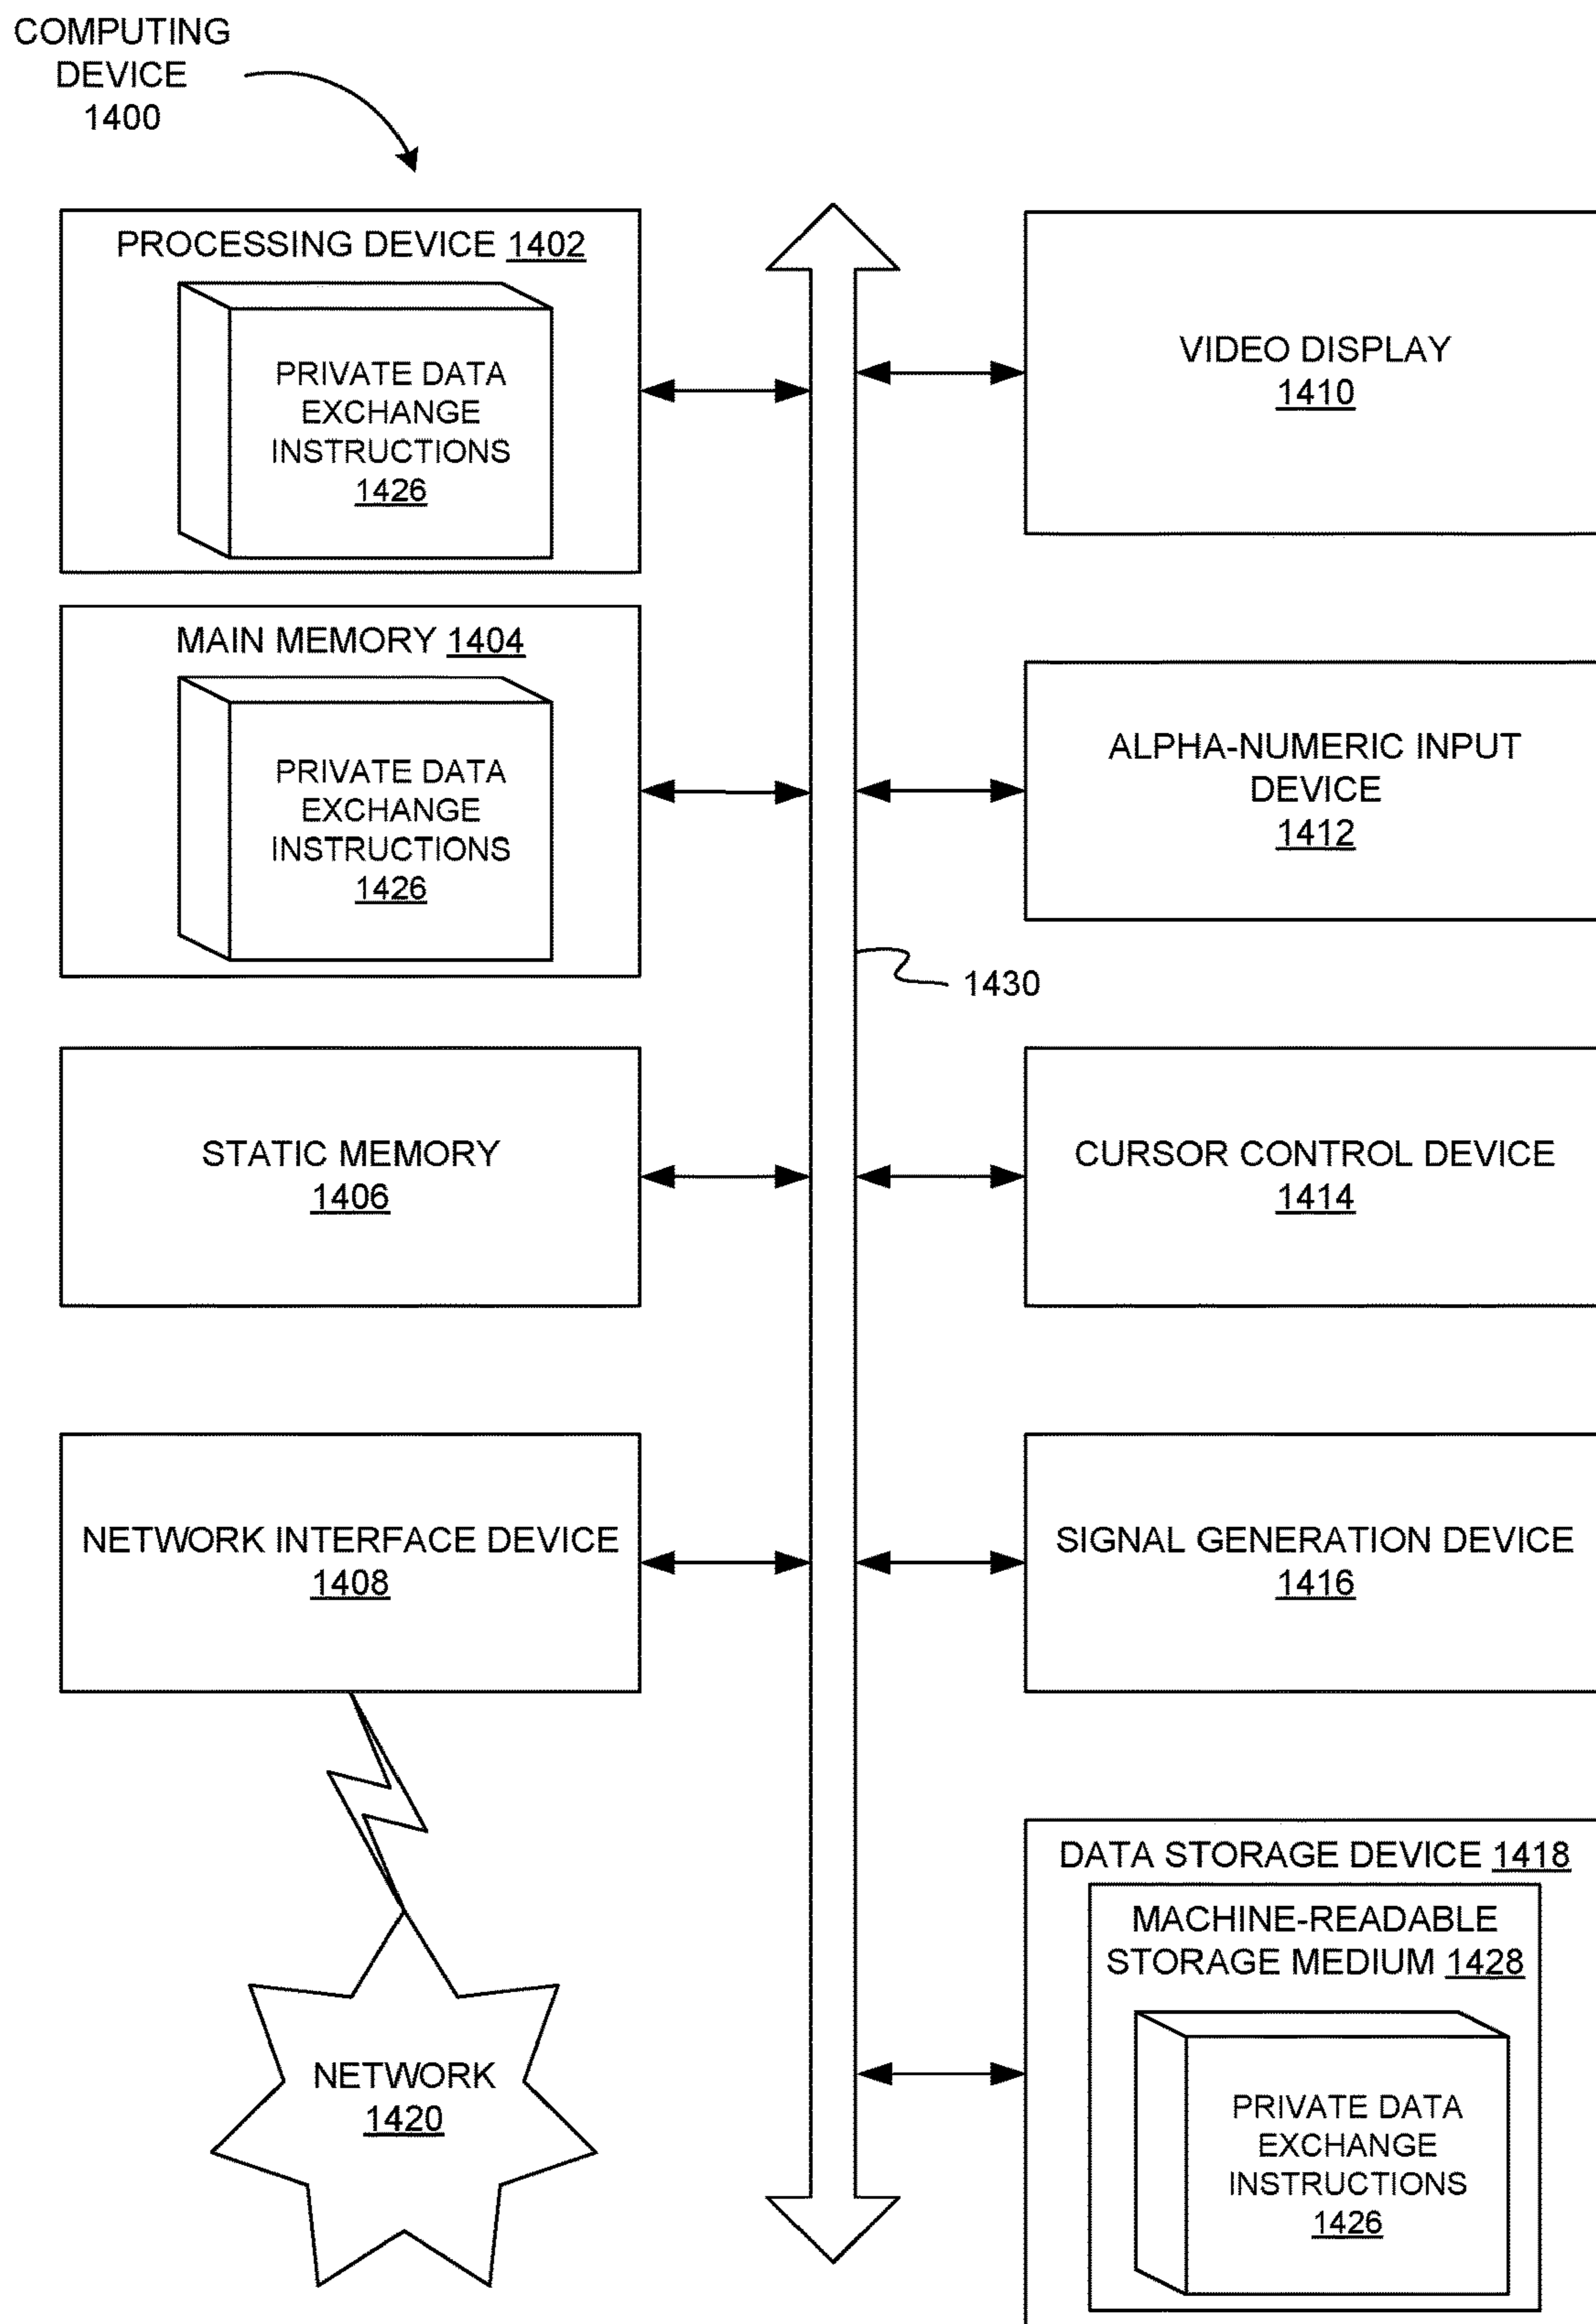 COMPUTING
DEVICE
1400
PROCESSING DEVICE 1402
PRIVATE DATA
EXCHANGE
INSTRUCTIONS
1426
MAIN MEMORY 1404
PRIVATE DATA
EXCHANGE
INSTRUCTIONS
1426
STATIC MEMORY
1406
NETWORK INTERFACE DEVICE
1408
NETWORK
1420
1430
VIDEO DISPLAY
1410
ALPHA-NUMERIC INPUT
DEVICE
1412
CURSOR CONTROL DEVICE
1414
SIGNAL GENERATION DEVICE
1416
DATA STORAGE DEVICE 1418
MACHINE-READABLE
STORAGE MEDIUM 1428
PRIVATE DATA
EXCHANGE
INSTRUCTIONS
1426